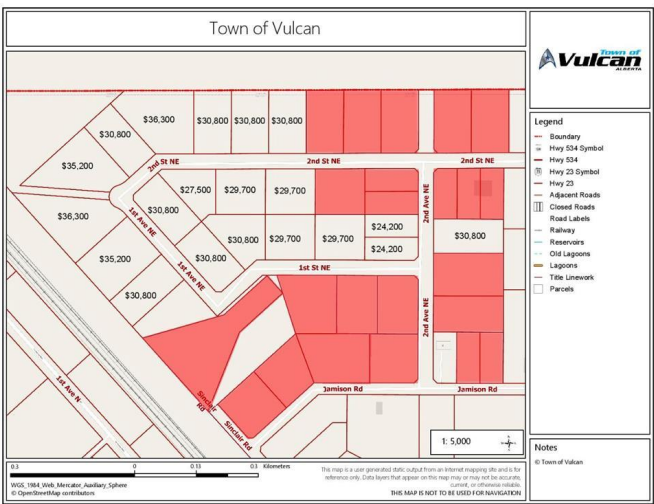 Town of Vulcan
Town of
Vulcan
ALBERTA
Legend
Boundary
Hwy 534 Symbol
Hwy 534
Hwy 23 Symbol
Hwy 23
Adjacent Roads
Closed Roads
Road Labels
Railway
Reservoirs
Old Lagoons
Lagoons
Title Linework
Parcels
$36,300
$30,800
$30,800
$30,800
$30,800
$35,200
2nd St NE
2nd St NE
2nd St NE
$27,500
$29,700
$29,700
$36,300
1st Ave NE
$30,800
2nd Ave NE
$24,200
$30,800
$29,700
$29,700
$24,200
$30,800
$35,200
$30,800
1st Ave NE
1st St NE
$30,800
2nd Ave NE
1st Ave N
Sinclair Rd
Jamison Rd
Jamison Rd
Sinclair Rd
1: 5,000
N
0.3
0
0.13
0.3 Kilometers
WGS_1984_Web_Mercator_Auxiliary_Sphere
© OpenStreetMap contributors
This map is a user generated static output from an Internet mapping site and is for
reference only. Data layers that appear on this map may or may not be accurate,
current, or otherwise reliable.
THIS MAP IS NOT TO BE USED FOR NAVIGATION
Notes
© Town of Vulcan